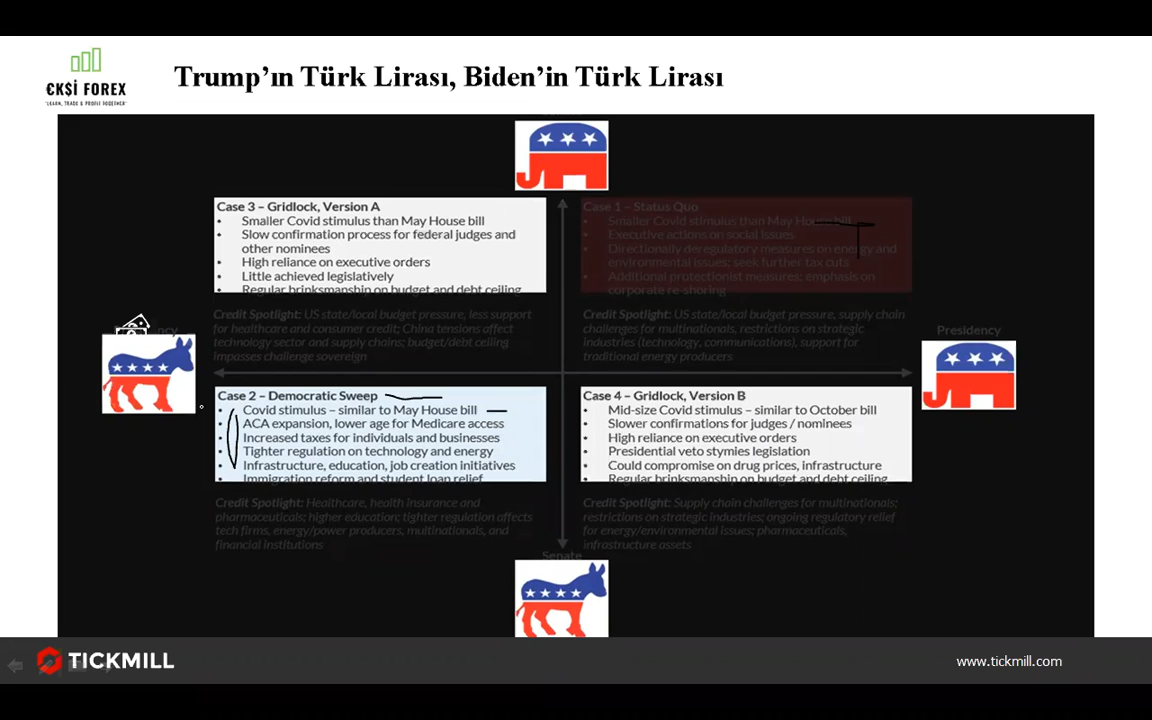 EKSİ FOREX
"LEARN, TRADE & PROFIT TOGETHER"
Trump'ın Türk Lirası, Biden'in Türk Lirası
Case 3 – Gridlock, Version A
• Smaller Covid stimulus than May House bill
• Slow confirmation process for federal judges and
other nominees
• High reliance on executive orders
• Little achieved legislatively
• Regular brinksmanship on budget and debt ceiling
Credit Spotlight: US state/local budget pressure, less support
for healthcare and consumer credit; China tensions affect
technology sector and supply chains; budget/debt ceiling
impasses challenge sovereign
Case 1 – Status Quo
• Smaller Covid stimulus than May House bill
• Executive actions on social issues
• Directionally deregulatory measures on energy and
environmental issues; seek further tax cuts
• Additional protectionist measures; emphasis on
corporate re-shoring
Credit Spotlight: US state/local budget pressure, supply chain
challenges for multinationals, restrictions on strategic
industries (technology, communications), support for
traditional energy producers
Presidency
Case 2 – Democratic Sweep
• Covid stimulus – similar to May House bill
• ACA expansion, lower age for Medicare access
• Increased taxes for individuals and businesses
• Tighter regulation on technology and energy
• Infrastructure, education, job creation initiatives
• Immigration reform and student loan relief
Credit Spotlight: Healthcare, health insurance and
pharmaceuticals; higher education; tighter regulation affects
tech firms, energy/power producers, multinationals, and
financial institutions
Case 4 – Gridlock, Version B
• Mid-size Covid stimulus – similar to October bill
• Slower confirmations for judges / nominees
• High reliance on executive orders
• Presidential veto stymies legislation
• Could compromise on drug prices, infrastructure
• Regular brinksmanship on budget and debt ceiling
Credit Spotlight: Supply chain challenges for multinationals;
restrictions on strategic industries; ongoing regulatory relief
for energy/environmental issues; pharmaceuticals,
infrastructure assets
Senate
TICKMILL
www.tickmill.com